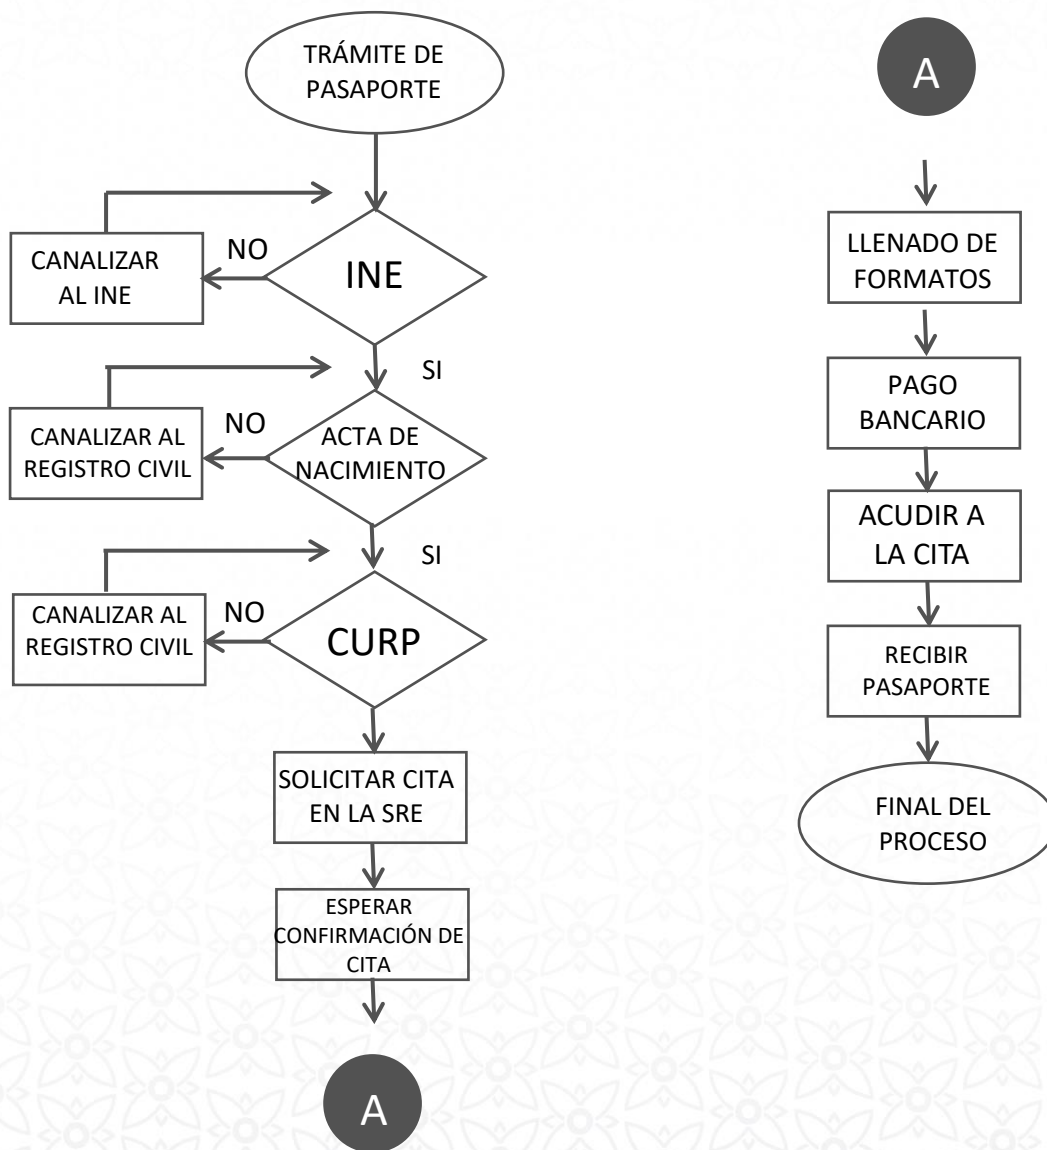 TRÁMITE DE
PASAPORTE
INE
NO
CANALIZAR
AL INE
SI
ACTA DE
NACIMIENTO
NO
CANALIZAR AL
REGISTRO CIVIL
SI
CURP
NO
CANALIZAR AL
REGISTRO CIVIL
SOLICITAR CITA
EN LA SRE
ESPERAR
CONFIRMACIÓN DE
CITA
A
A
LLENADO DE
FORMATOS
PAGO
BANCARIO
ACUDIR A
LA CITA
RECIBIR
PASAPORTE
FINAL DEL
PROCESO